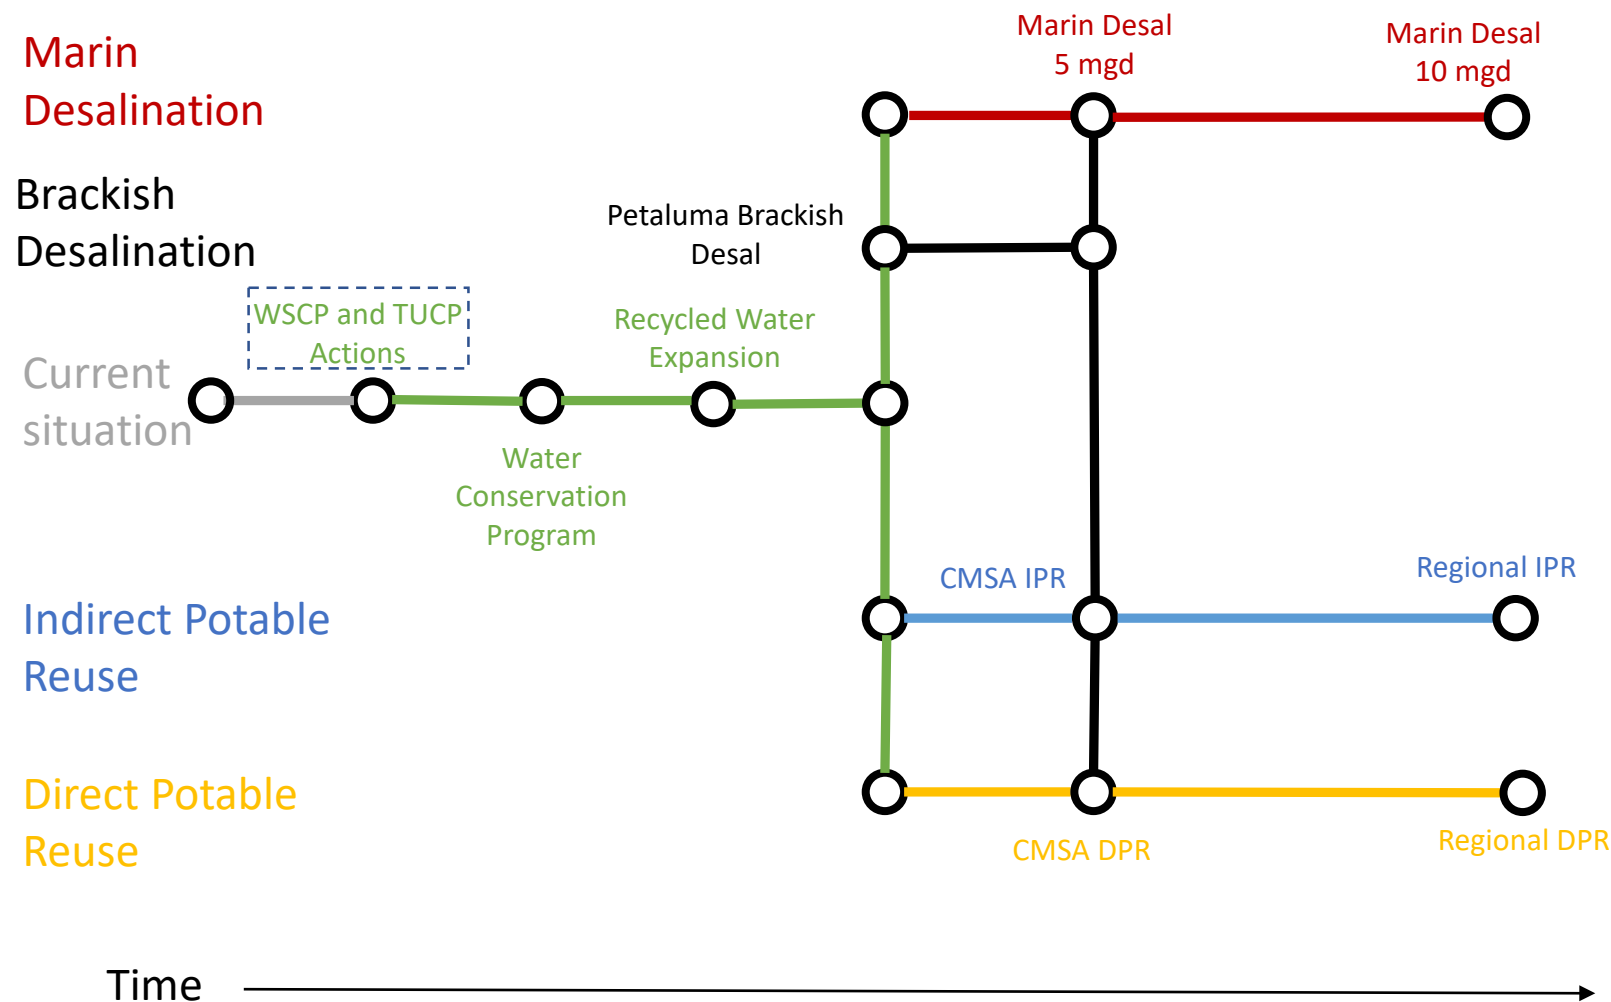 Marin
Desalination
Marin Desal
5 mgd
Marin Desal
10 mgd
Brackish
Desalination
Petaluma Brackish
Desal
WSCP and TUCP
Actions
Recycled Water
Expansion
Current
situation
Water
Conservation
Program
CMSA IPR
Regional IPR
Indirect Potable
Reuse
Direct Potable
Reuse
CMSA DPR
Regional DPR
Time